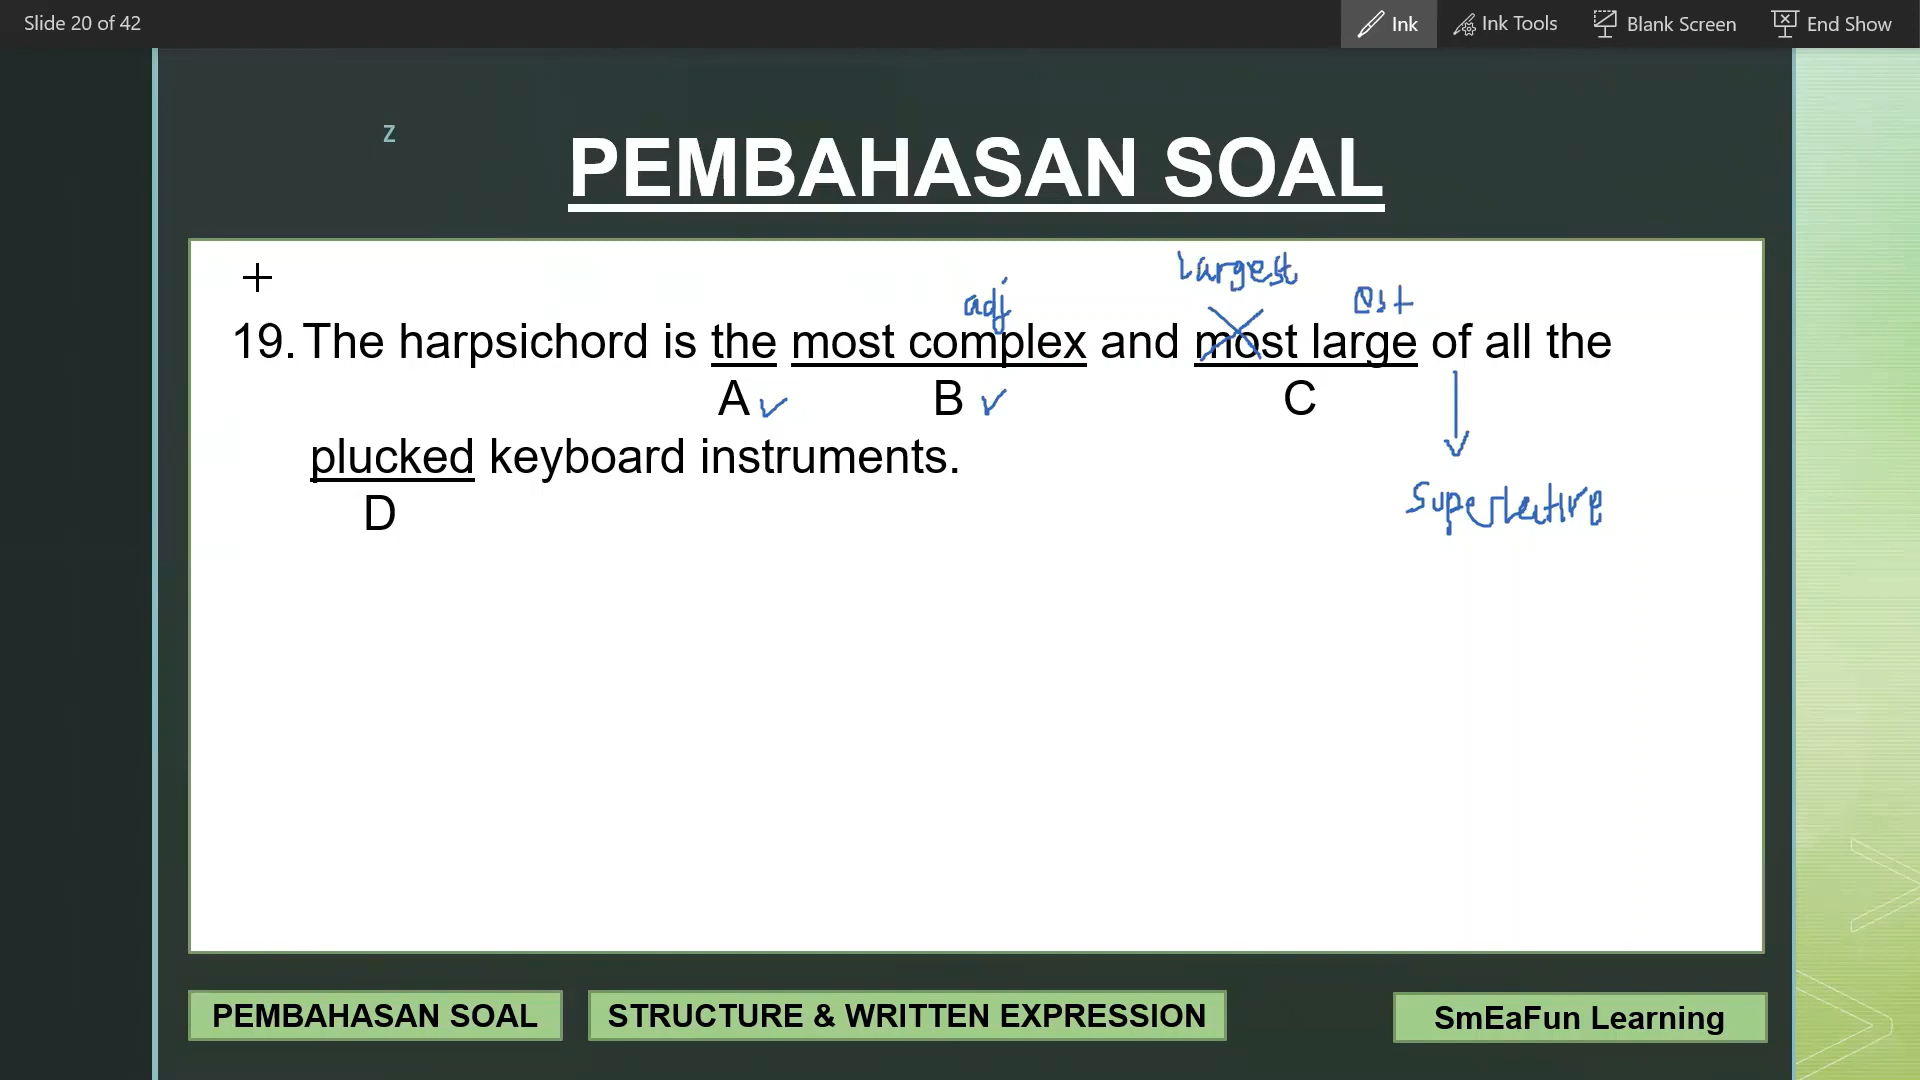 Slide 20 of 42
Ink
Ink Tools
Blank Screen
End Show
z
PEMBAHASAN SOAL
largest
adj
est
19. The harpsichord is the most complex and most large of all the
A
B
C
plucked keyboard instruments.
superlative
D
PEMBAHASAN SOAL
STRUCTURE & WRITTEN EXPRESSION
SmEaFun Learning